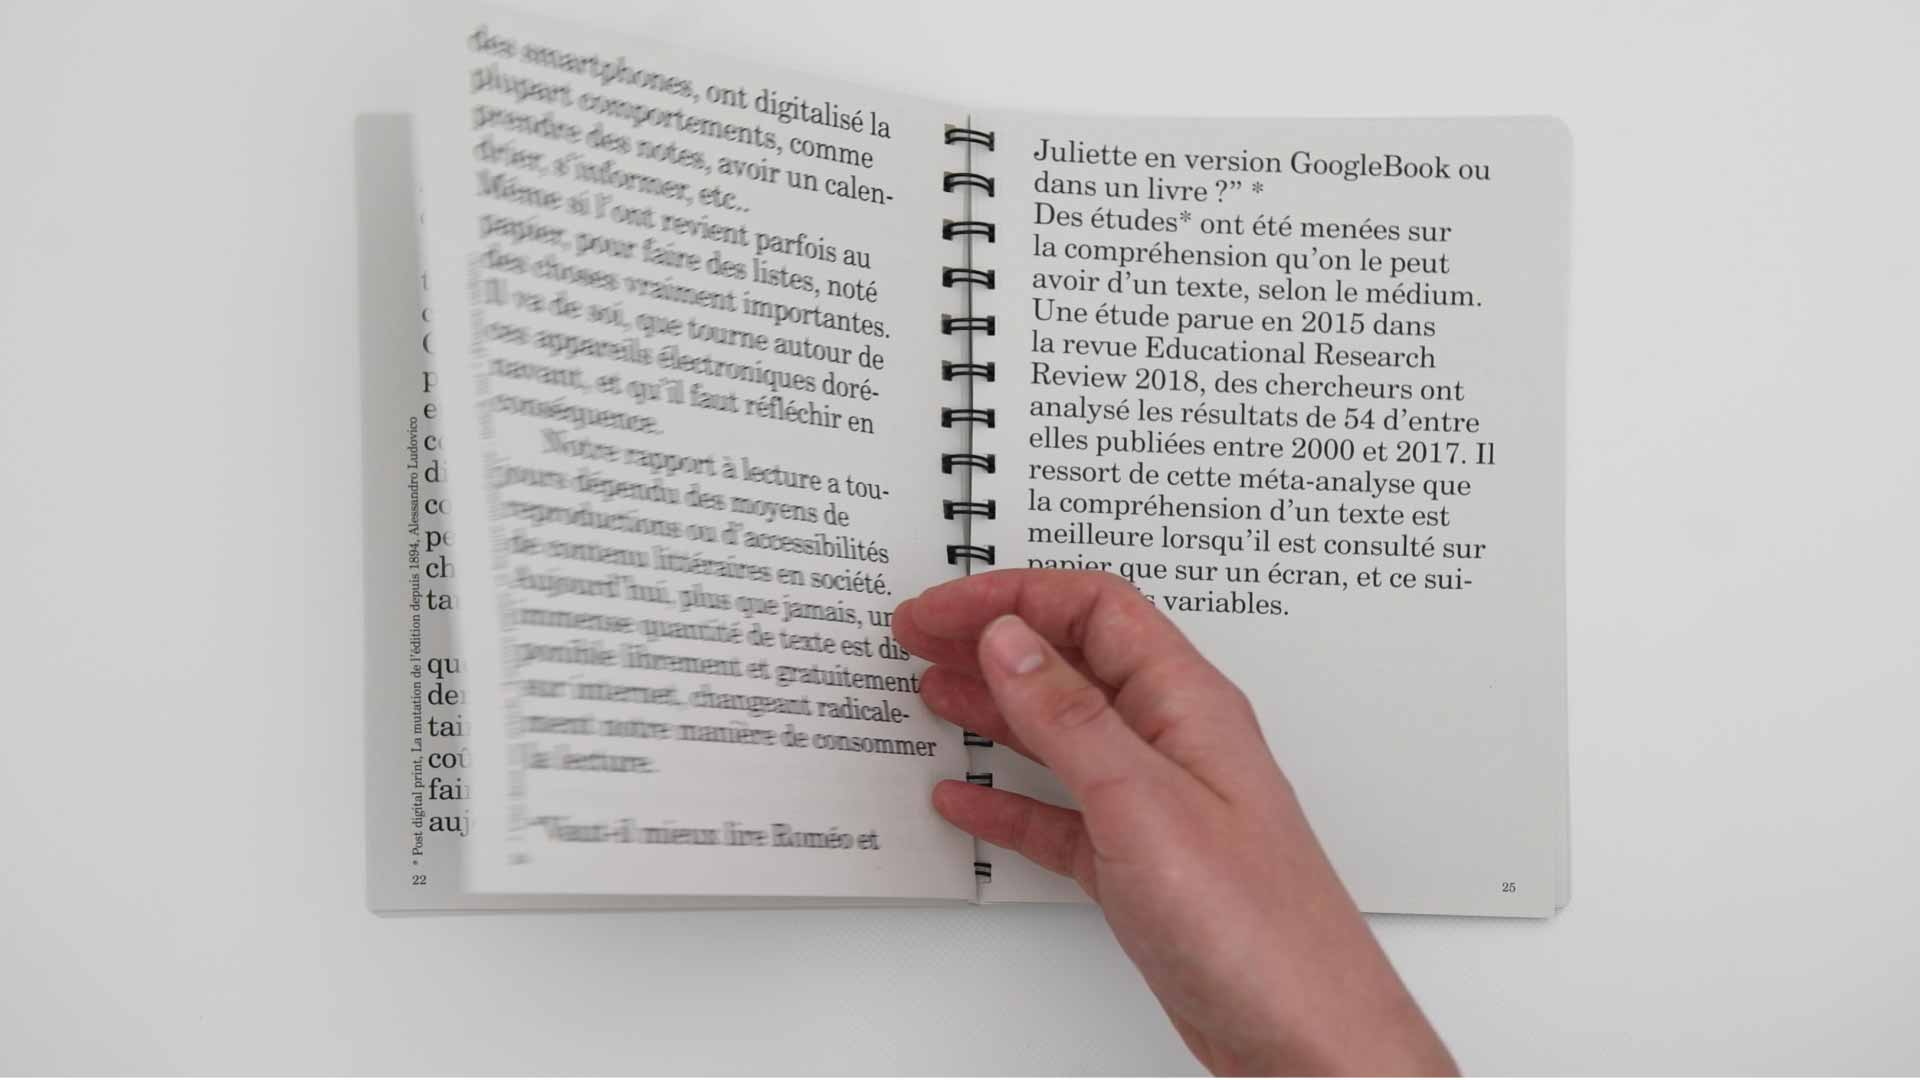 * Post digital print, La mutation de l'édition depuis 1894, Alessandro Ludovico
22
des smartphones, ont digitalisé la
plupart comportements, comme
prendre des notes, avoir un calen-
drier, s'informer, etc..
Même si l'ont revient parfois au
papier, pour faire des listes, noté
des choses vraiment importantes.
Il va de soi, que tourne autour de
ces appareils électroniques doré-
navant, et qu'il faut réfléchir en
conséquence.
Notre rapport à lecture a tou-
jours dépendu des moyens de
reproductions ou d'accessibilités
de contenu littéraires en société.
Aujourd'hui, plus que jamais, un
immense quantité de texte est dis
ponible librement et gratuitement
sur internet, changeant radicale-
ment notre manière de consommer
la lecture.
"Vaut-il mieux lire Roméo et
Juliette en version GoogleBook ou
dans un livre ?” *
Des études* ont été menées sur
la compréhension qu’on le peut
avoir d’un texte, selon le médium.
Une étude parue en 2015 dans
la revue Educational Research
Review 2018, des chercheurs ont
analysé les résultats de 54 d’entre
elles publiées entre 2000 et 2017. Il
ressort de cette méta-analyse que
la compréhension d’un texte est
meilleure lorsqu’il est consulté sur
papier que sur un écran, et ce sui-
variables.
25